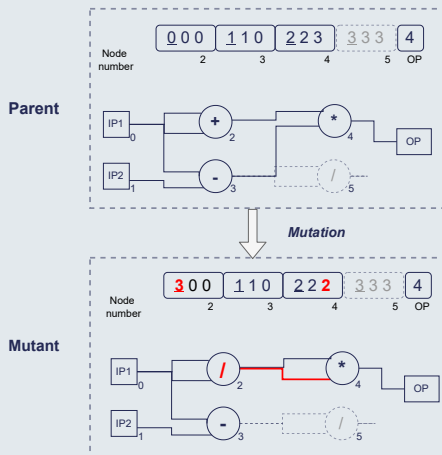 0 0 0 1 1 0 2 2 3 3 3 3 4
Node number 2 3 4 5 OP
Parent
IP1 0 + 2 * 4 OP
IP2 1 - 3 / 5
Mutation
3 0 0 1 1 0 2 2 2 3 3 3 4
Node number 2 3 4 5 OP
Mutant
IP1 0 / 2 * 4 OP
IP2 1 - 3 / 5